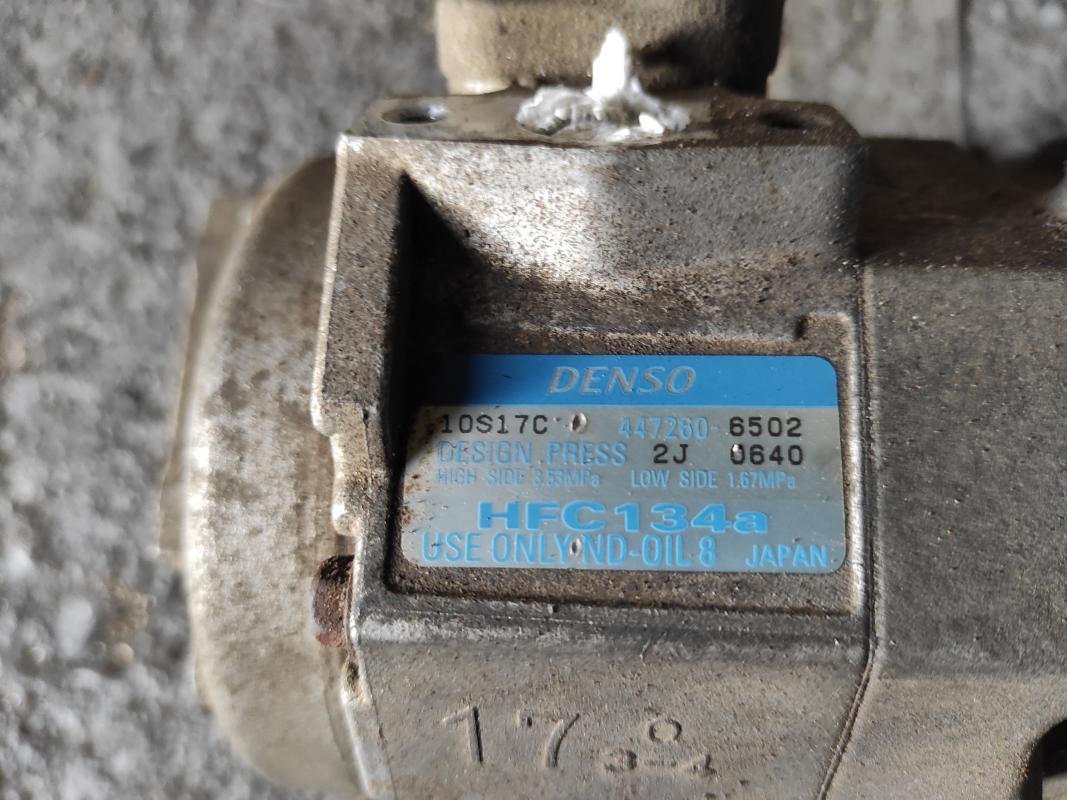 DENSO
10S17C 447260-6502
DESIGN PRESS 2J 0640
HIGH SIDE 3.53MPa LOW SIDE 1.67MPa
HFC134a
USE ONLY ND-OIL 8 JAPAN
17